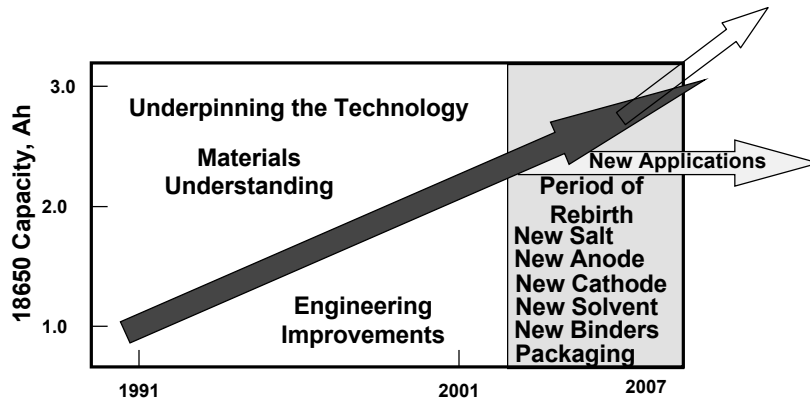 18650 Capacity, Ah
3.0
2.0
1.0
Underpinning the Technology
Materials
Understanding
Engineering
Improvements
New Applications
Period of
Rebirth
New Salt
New Anode
New Cathode
New Solvent
New Binders
Packaging
1991
2001
2007